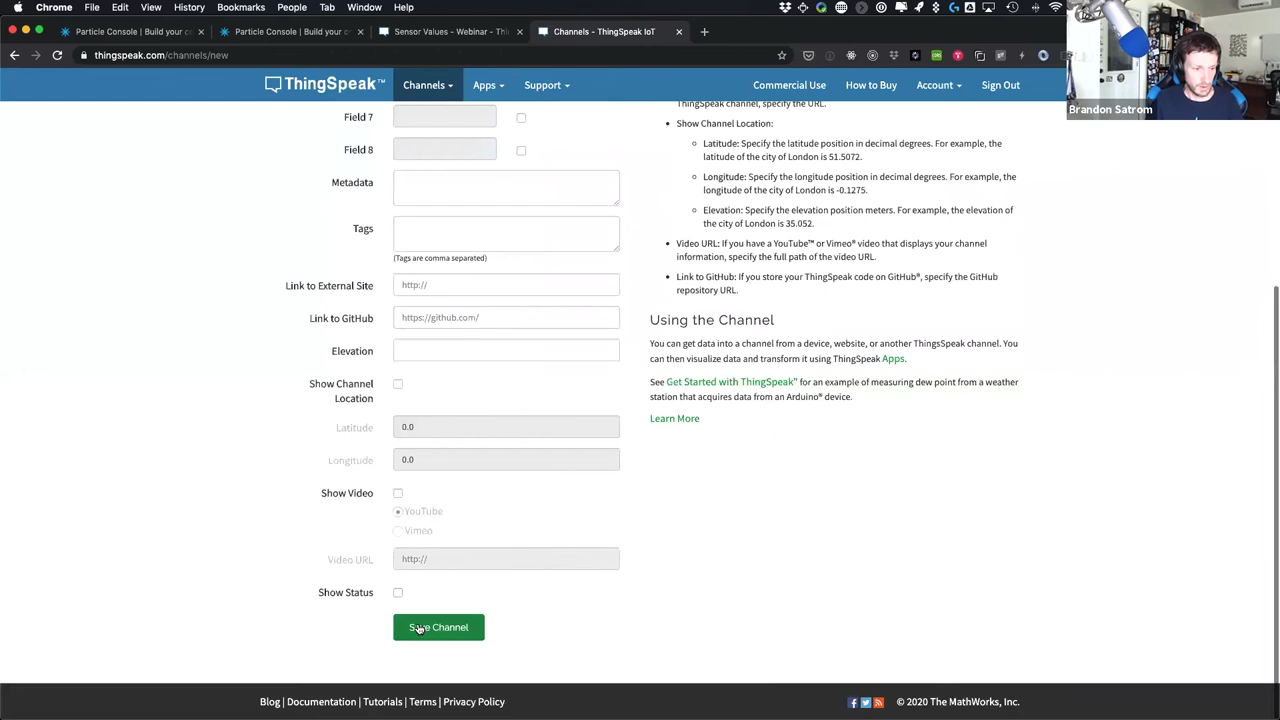 Chrome File Edit View History Bookmarks People Tab Window Help
Particle Console | Build your co
Particle Console | Build your co
Sensor Values - Webinar - Thin
Channels - ThingSpeak IoT
thingspeak.com/channels/new
ThingSpeak™ Channels Apps Support Commercial Use How to Buy Account Sign Out
Brandon Satrom
Field 7
Field 8
Metadata
Tags
(Tags are comma separated)
Link to External Site http://
Link to GitHub https://github.com/
Elevation
Show Channel
Location
Latitude 0.0
Longitude 0.0
Show Video
YouTube
Vimeo
Video URL http://
Show Status
Save Channel
ThingSpeak channel, specify the URL.
• Show Channel Location:
Latitude: Specify the latitude position in decimal degrees. For example, the
latitude of the city of London is 51.5072.
Longitude: Specify the longitude position in decimal degrees. For example, the
longitude of the city of London is -0.1275.
Elevation: Specify the elevation position meters. For example, the elevation of
the city of London is 35.052.
• Video URL: If you have a YouTube™ or Vimeo® video that displays your channel
information, specify the full path of the video URL.
• Link to GitHub: If you store your ThingSpeak code on GitHub®, specify the GitHub
repository URL.
Using the Channel
You can get data into a channel from a device, website, or another ThingsSpeak channel. You
can then visualize data and transform it using ThingSpeak Apps.
See Get Started with ThingSpeak™ for an example of measuring dew point from a weather
station that acquires data from an Arduino® device.
Learn More
Blog | Documentation | Tutorials | Terms | Privacy Policy
© 2020 The MathWorks, Inc.